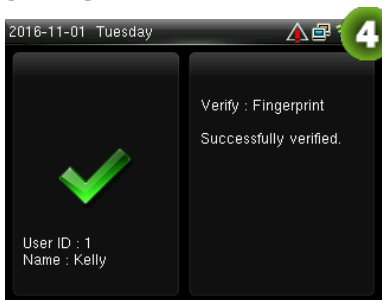 2016-11-01 Tuesday
4
Verify : Fingerprint
Successfully verified.
User ID : 1
Name : Kelly